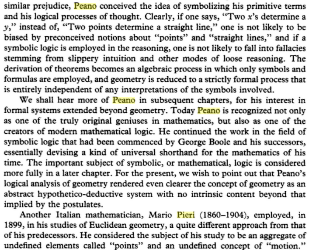 similar prejudice, Peano conceived the idea of symbolizing his primitive terms
and his logical process of thought. Clearly, if one says, "Two x's determine a
y," instead of, "Two points determine a straight line," one is not likely to be
biased by preconceived notions about "points" and "straight lines," and if a
symbolic logic is employed in the reasoning, one is not likely to fall into fallacies
stemming from slippery intuition and other modes of loose reasoning. The
derivation of theorems becomes an algebraic process in which only symbols and
formulas are employed, and geometry is reduced to a strictly formal process that
is entirely independent of any interpretations of the symbols involved.
We shall hear more of Peano in subsequent chapters, for his interest in
formal systems extended beyond geometry. Today Peano is recognized not only
as one of the truly original geniuses in mathematics, but also as one of the
creators of modern mathematical logic. He continued the work in the field of
symbolic logic that had been commenced by George Boole and his successors,
essentially devising a kind of universal shorthand for the mathematics of his
time. The important subject of symbolic, or mathematical, logic is considered
more fully in a later chapter. For the present, we wish to point out that Peano's
logical analysis of geometry rendered even clearer the concept of geometry as an
abstract hypothetico-deductive system with no intrinsic content beyond that
implied by the postulates.
Another Italian mathematician, Mario Pieri (1860–1904), employed, in
1899, in his studies of Euclidean geometry, a quite different approach from that
of his predecessors. He considered the subject of his study to be an aggregate of
undefined elements called "points" and an undefined concept of "motion."